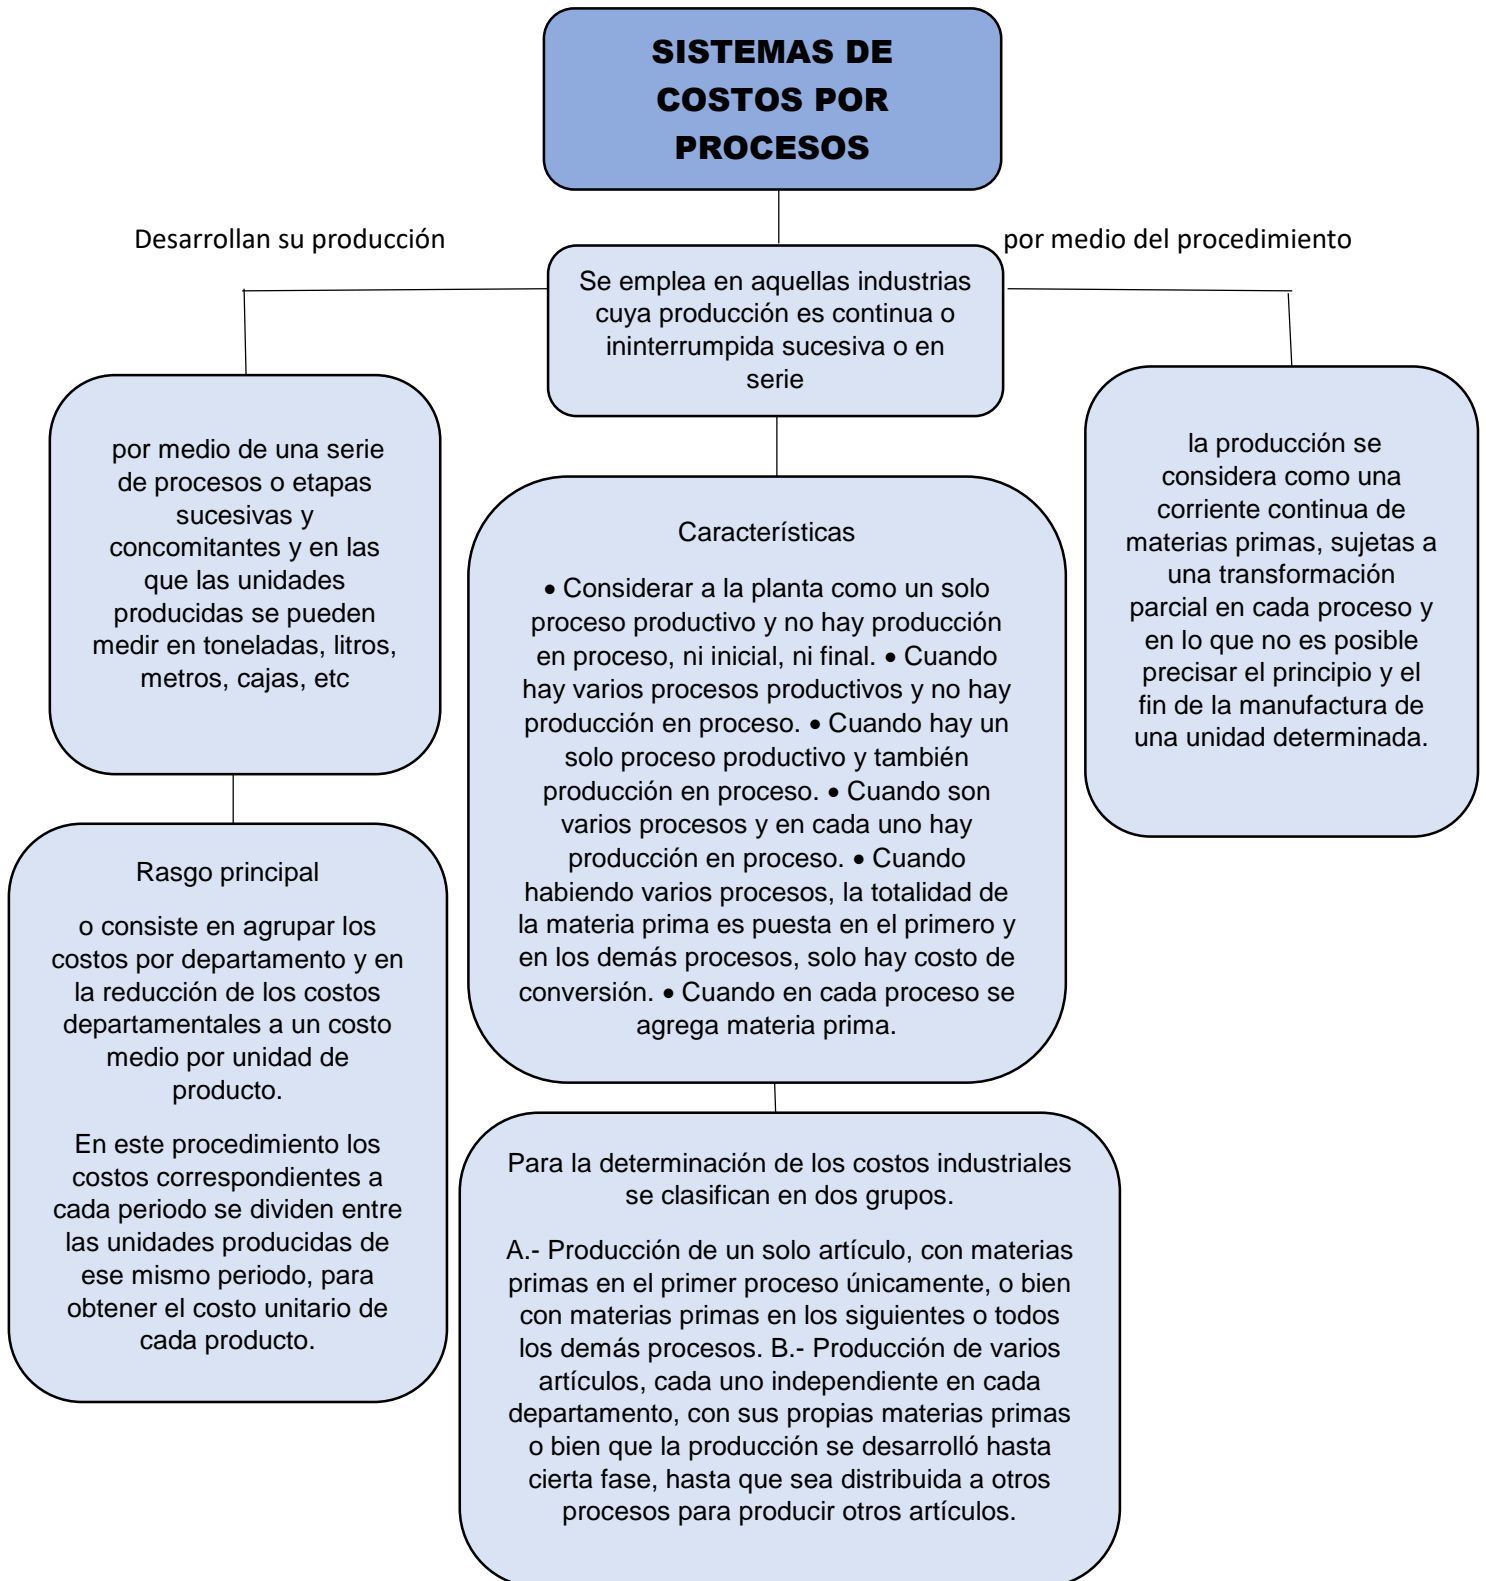 SISTEMAS DE
COSTOS POR
PROCESOS
Desarrollan su producción
por medio del procedimiento
Se emplea en aquellas industrias
cuya producción es continua o
ininterrumpida sucesiva o en
serie
por medio de una serie
de procesos o etapas
sucesivas y
concomitantes y en las
que las unidades
producidas se pueden
medir en toneladas, litros,
metros, cajas, etc
la producción se
considera como una
corriente continua de
materias primas, sujetas a
una transformación
parcial en cada proceso y
en lo que no es posible
precisar el principio y el
fin de la manufactura de
una unidad determinada.
Características
• Considerar a la planta como un solo
proceso productivo y no hay producción
en proceso, ni inicial, ni final. • Cuando
hay varios procesos productivos y no hay
producción en proceso. • Cuando hay un
solo proceso productivo y también
producción en proceso. • Cuando son
varios procesos y en cada uno hay
producción en proceso. • Cuando
habiendo varios procesos, la totalidad de
la materia prima es puesta en el primero y
en los demás procesos, solo hay costo de
conversión. • Cuando en cada proceso se
agrega materia prima.
Rasgo principal
o consiste en agrupar los
costos por departamento y en
la reducción de los costos
departamentales a un costo
medio por unidad de
producto.
En este procedimiento los
costos correspondientes a
cada periodo se dividen entre
las unidades producidas de
ese mismo periodo, para
obtener el costo unitario de
cada producto.
Para la determinación de los costos industriales
se clasifican en dos grupos.
A.- Producción de un solo artículo, con materias
primas en el primer proceso únicamente, o bien
con materias primas en los siguientes o todos
los demás procesos. B.- Producción de varios
artículos, cada uno independiente en cada
departamento, con sus propias materias primas
o bien que la producción se desarrolló hasta
cierta fase, hasta que sea distribuida a otros
procesos para producir otros artículos.